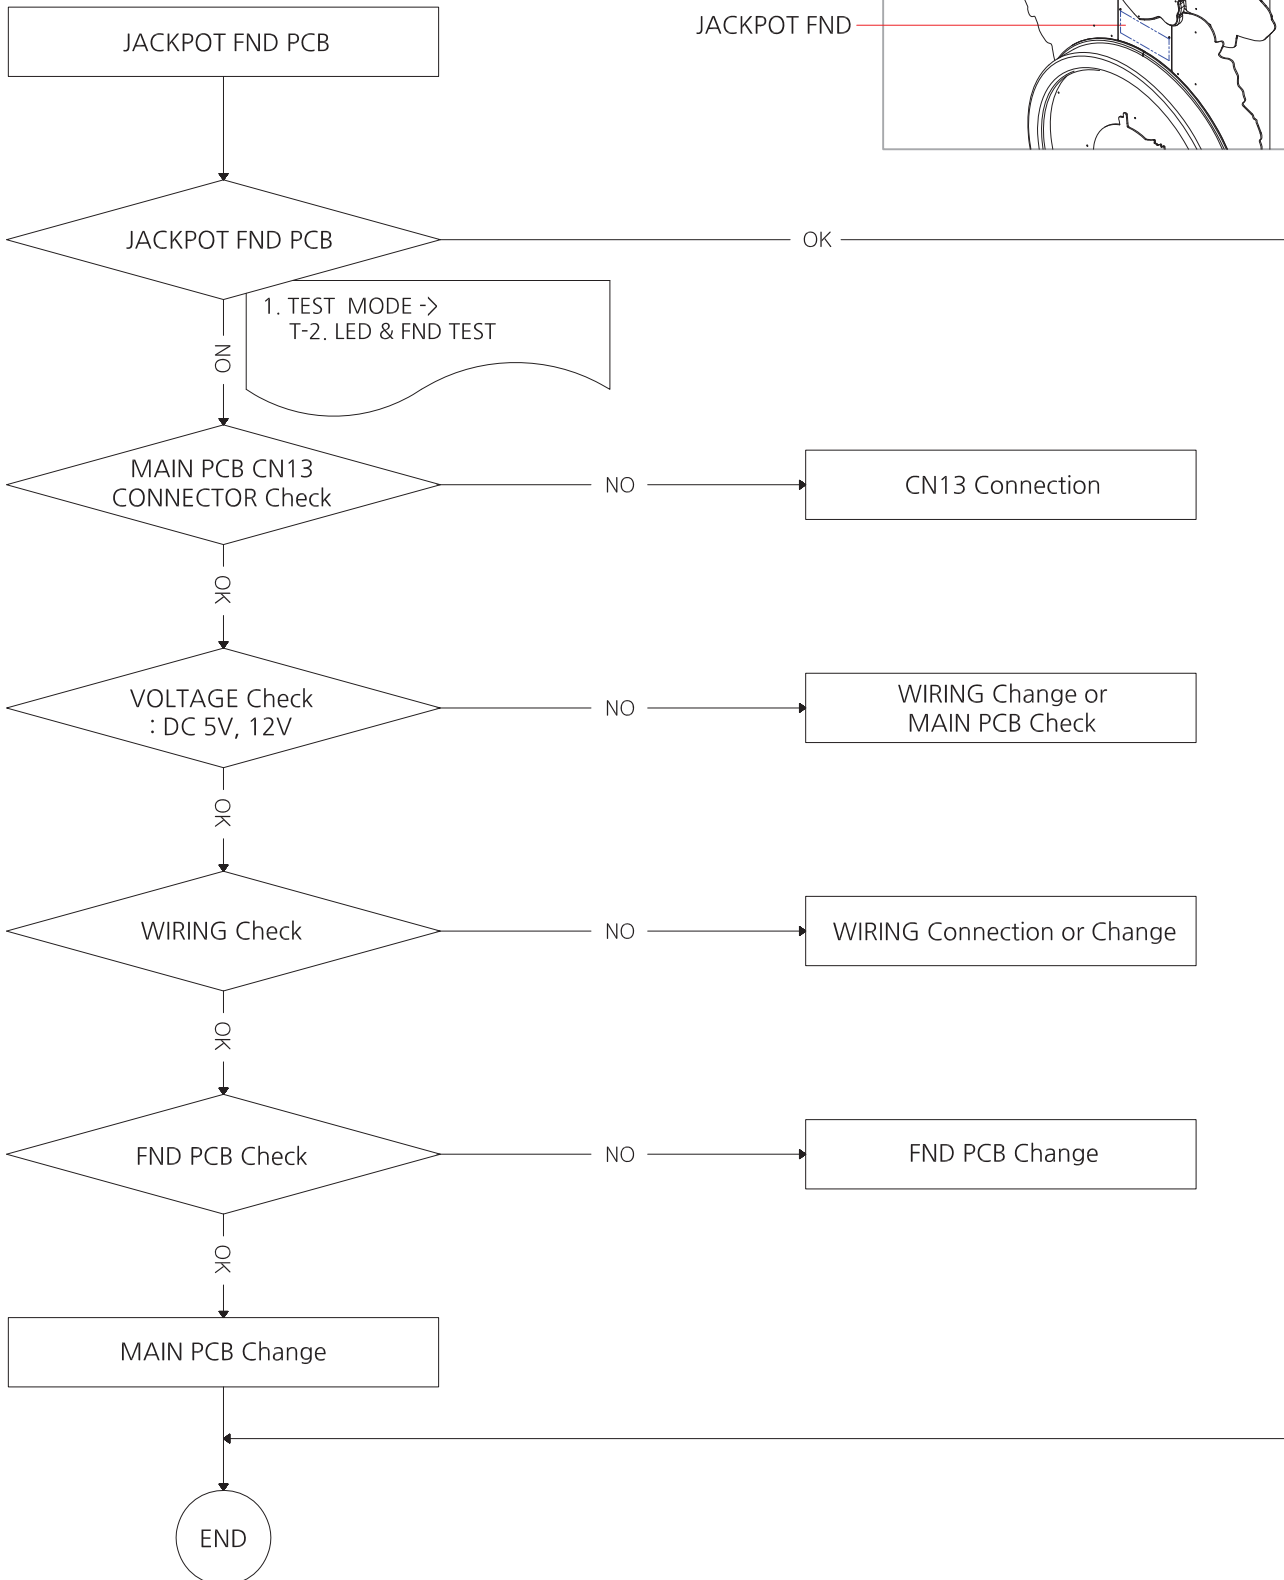 JACKPOT FND PCB
JACKPOT FND
JACKPOT FND PCB
OK
1. TEST MODE ->
T-2. LED & FND TEST
NO
MAIN PCB CN13
CONNECTOR Check
NO
CN13 Connection
OK
VOLTAGE Check
: DC 5V, 12V
NO
WIRING Change or
MAIN PCB Check
OK
WIRING Check
NO
WIRING Connection or Change
OK
FND PCB Check
NO
FND PCB Change
OK
MAIN PCB Change
END